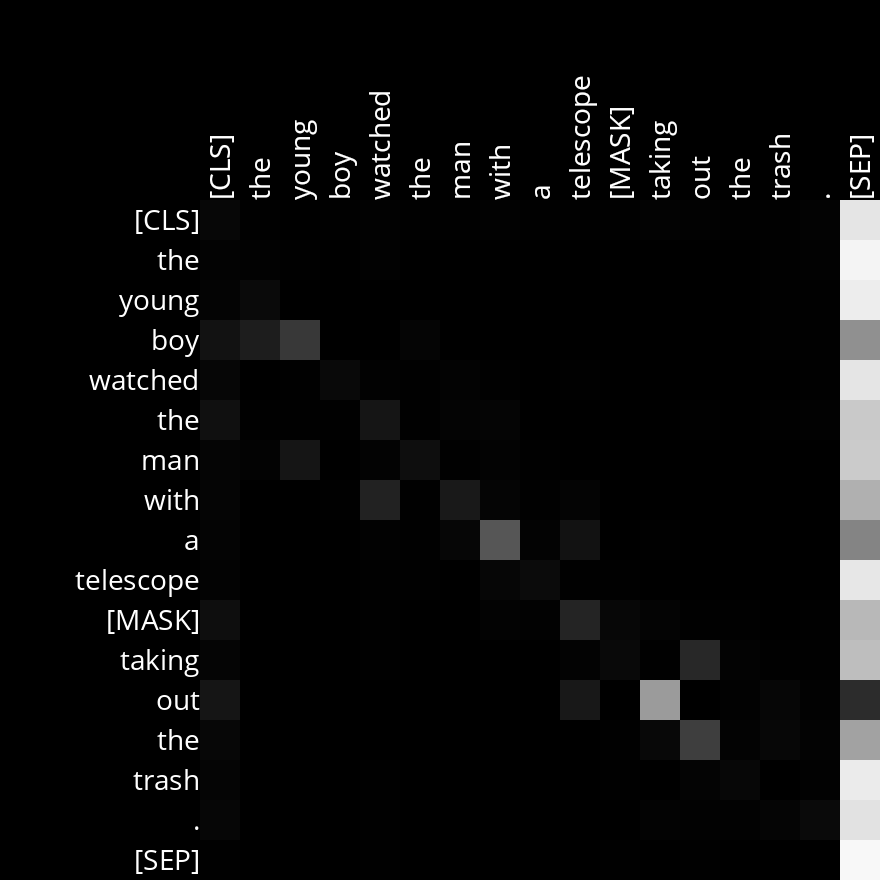 [CLS]
the
young
boy
watched
the
man
with
a
telescope
[MASK]
taking
out
the
trash
.
[SEP]
[CLS]
the
young
boy
watched
the
man
with
a
telescope
[MASK]
taking
out
the
trash
.
[SEP]